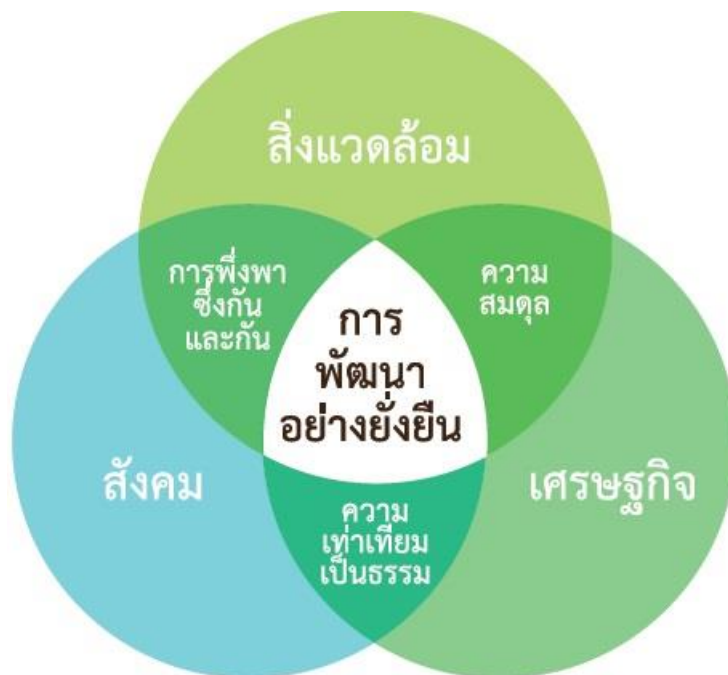 สิ่งแวดล้อม
การพึ่งพา
ซึ่งกัน
และกัน
ความ
สมดุล
การ
พัฒนา
อย่างยั่งยืน
สังคม
เศรษฐกิจ
ความ
เท่าเทียม
เป็นธรรม